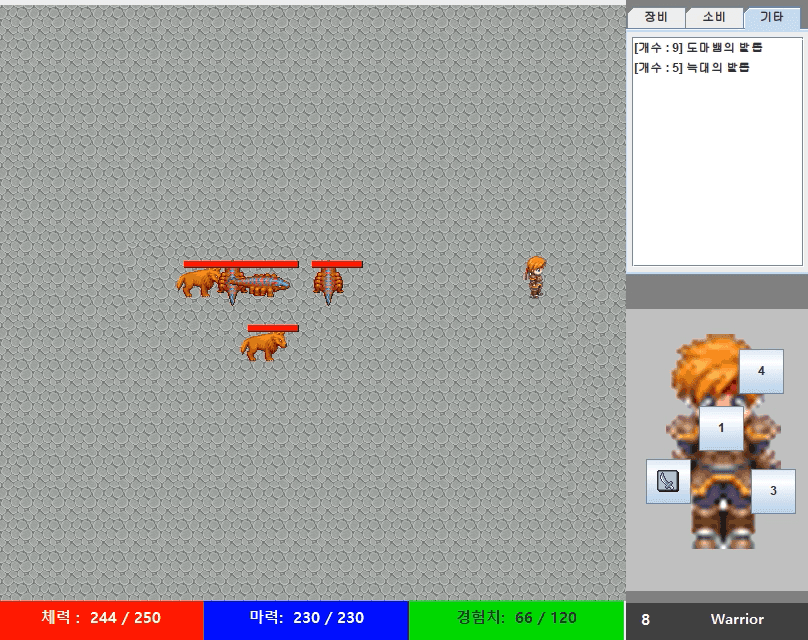 장비 소비 기타
[개수 : 9] 도마뱀의 발톱
[개수 : 5] 늑대의 발톱
4
1
3
체력 : 244 / 250 마력: 230 / 230 경험치: 66 / 120 8 Warrior